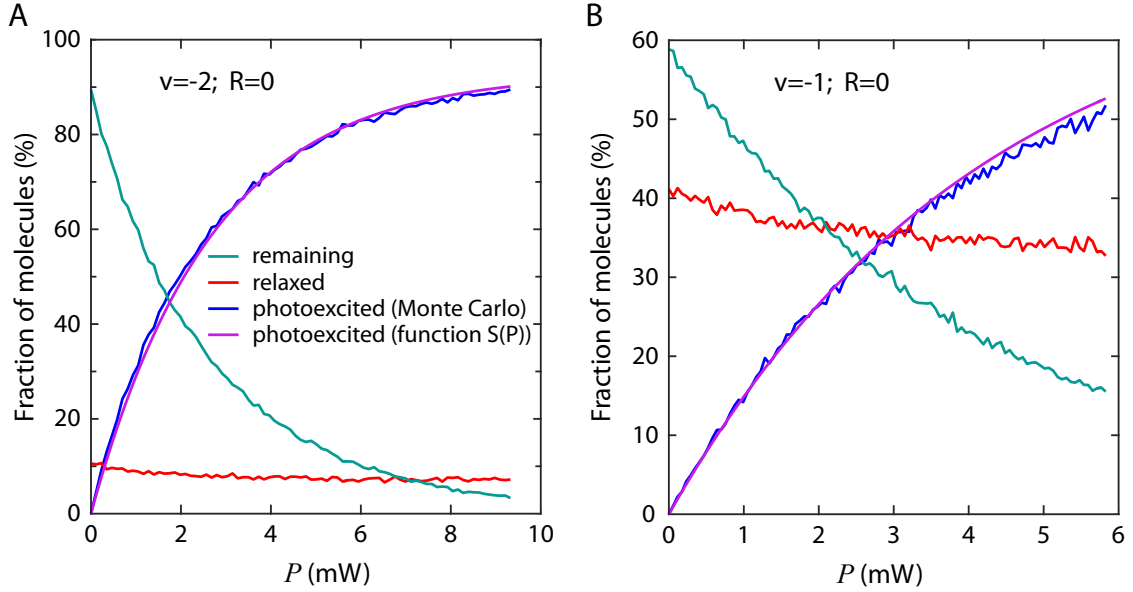 A
Fraction of molecules (%)
100
80
60
40
20
0
v=-2; R=0
remaining
relaxed
photoexcited (Monte Carlo)
photoexcited (function S(P))
0 2 4 6 8 10
P (mW)
B
Fraction of molecules (%)
60
50
40
30
20
10
0
v=-1; R=0
0 1 2 3 4 5 6
P (mW)